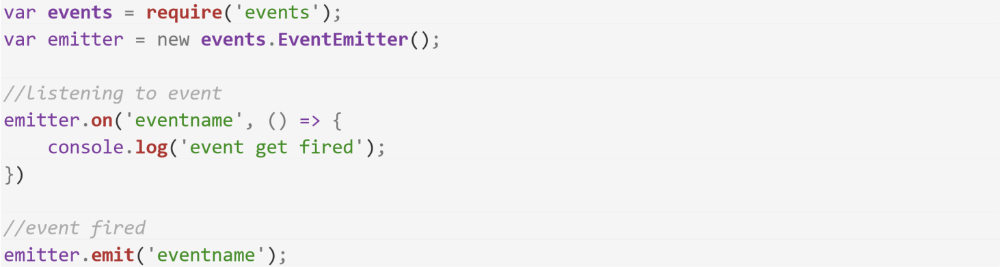 var events = require('events');
var emitter = new events.EventEmitter();
//listening to event
emitter.on('eventname', () => {
    console.log('event get fired');
})
//event fired
emitter.emit('eventname');